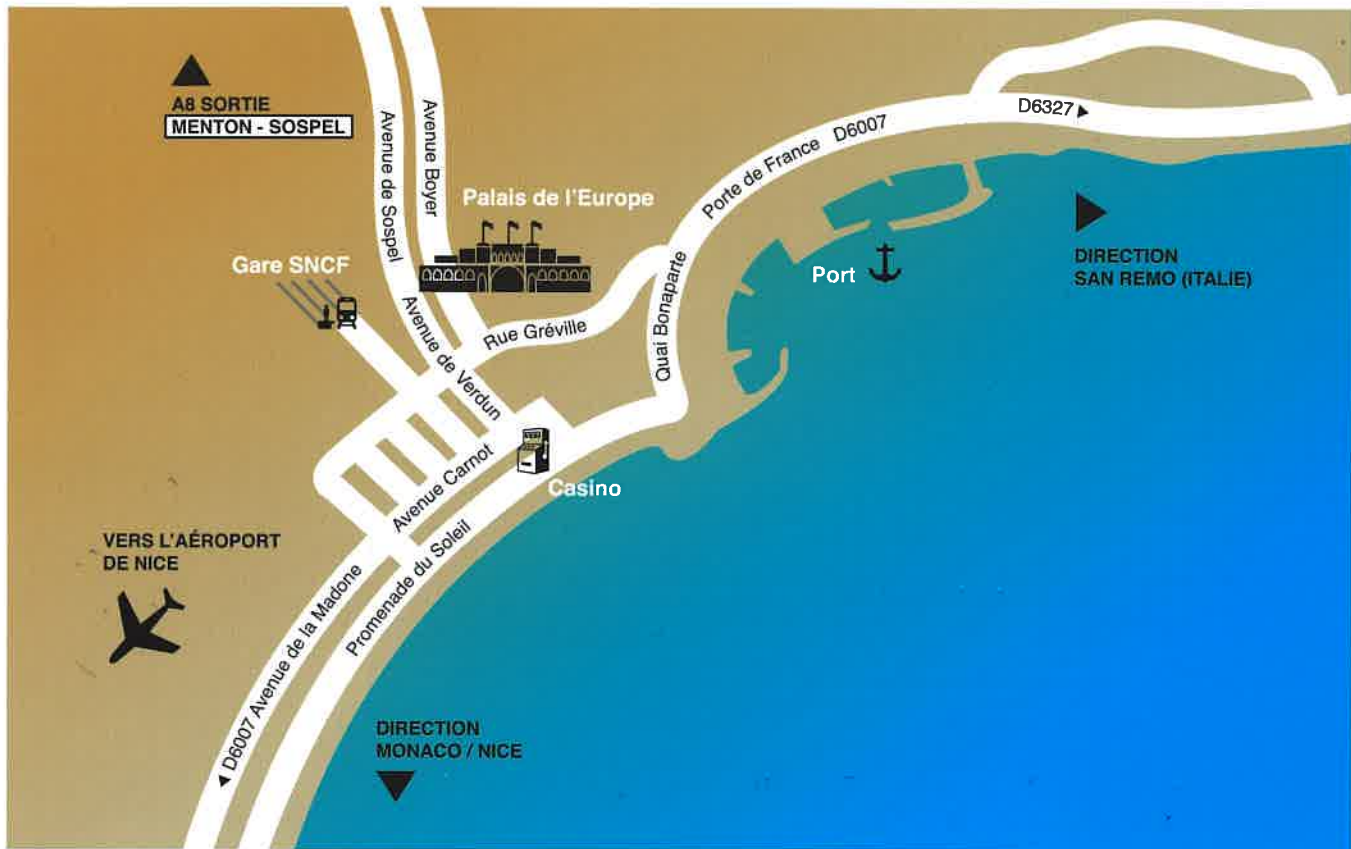 A8 SORTIE
MENTON - SOSPEL
Avenue de Sospel
Avenue Boyer
Palais de l'Europe
Gare SNCF
Avenue de Verdun
Rue Gréville
Quai Bonaparte
Porte de France D6007
D6327
Port
DIRECTION
SAN REMO (ITALIE)
Avenue Carnot
Casino
VERS L'AÉROPORT
DE NICE
D6007 Avenue de la Madone
Promenade du Soleil
DIRECTION
MONACO / NICE